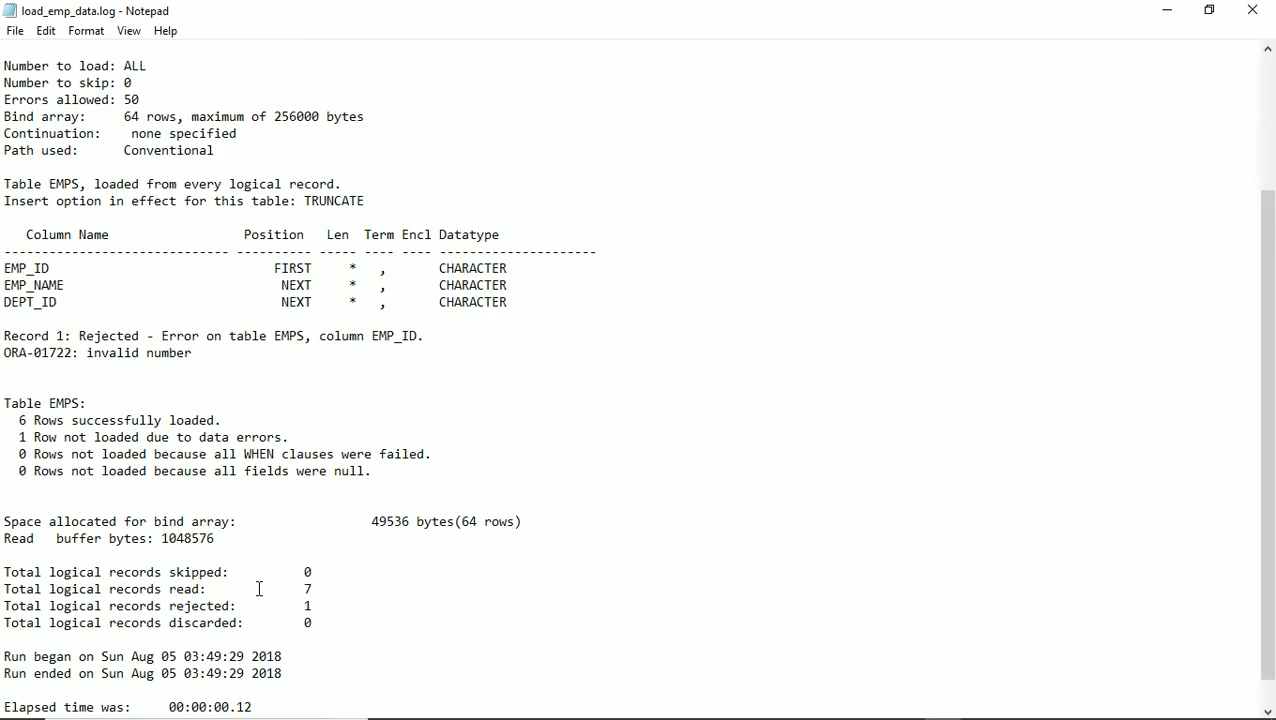 load_emp_data.log - Notepad
File Edit Format View Help
Number to load: ALL
Number to skip: 0
Errors allowed: 50
Bind array:     64 rows, maximum of 256000 bytes
Continuation:    none specified
Path used:      Conventional
Table EMPS, loaded from every logical record.
Insert option in effect for this table: TRUNCATE
   Column Name                  Position   Len  Term Encl Datatype
------------------------------ ---------- ----- ---- ---- ---------------------
EMP_ID                              FIRST     *   ,       CHARACTER
EMP_NAME                             NEXT     *   ,       CHARACTER
DEPT_ID                              NEXT     *   ,       CHARACTER
Record 1: Rejected - Error on table EMPS, column EMP_ID.
ORA-01722: invalid number
Table EMPS:
  6 Rows successfully loaded.
  1 Row not loaded due to data errors.
  0 Rows not loaded because all WHEN clauses were failed.
  0 Rows not loaded because all fields were null.
Space allocated for bind array:                  49536 bytes(64 rows)
Read   buffer bytes: 1048576
Total logical records skipped:          0
Total logical records read:             7
Total logical records rejected:         1
Total logical records discarded:        0
Run began on Sun Aug 05 03:49:29 2018
Run ended on Sun Aug 05 03:49:29 2018
Elapsed time was:     00:00:00.12